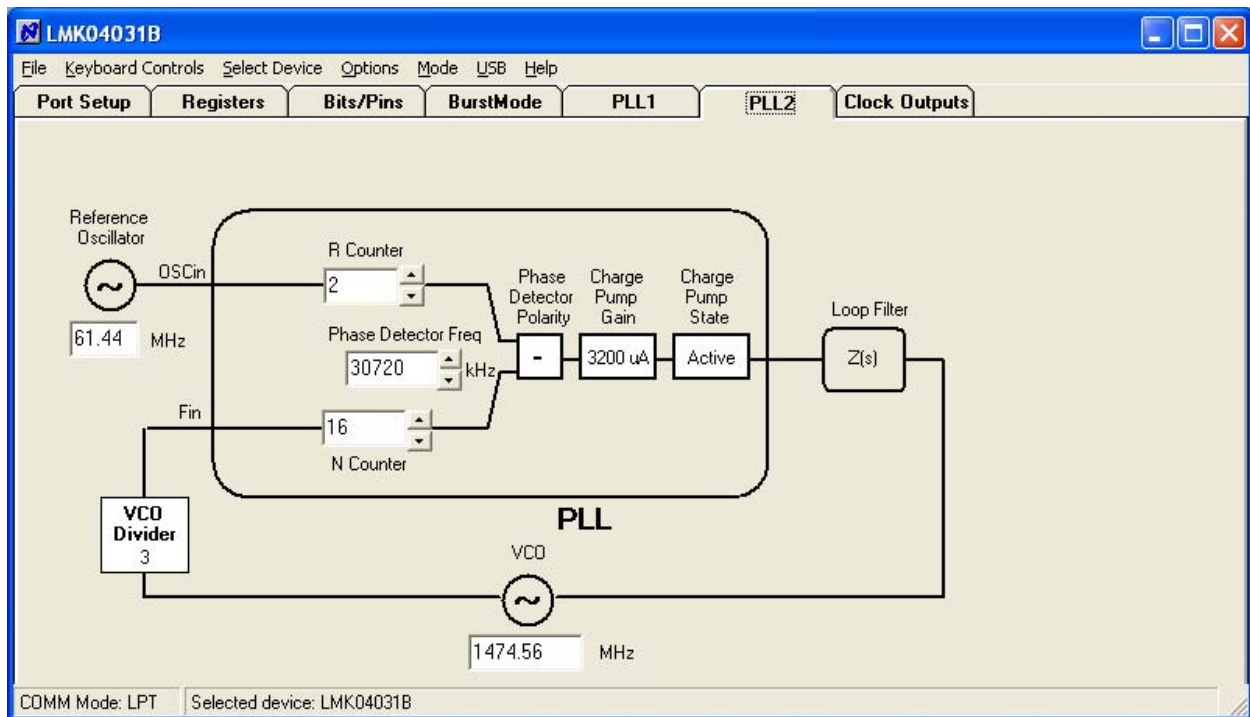 LMK04031B
File Keyboard Controls Select Device Options Mode USB Help
Port Setup Registers Bits/Pins BurstMode PLL1 PLL2 Clock Outputs
Reference
Oscillator
OSCin
61.44 MHz
R Counter
2
Phase Detector Freq
30720 kHz
Fin
16
N Counter
Phase
Detector
Polarity
-
Charge
Pump
Gain
3200 uA
Charge
Pump
State
Active
Loop Filter
Z(s)
PLL
VCO
Divider
3
VCO
1474.56 MHz
COMM Mode: LPT Selected device: LMK04031B